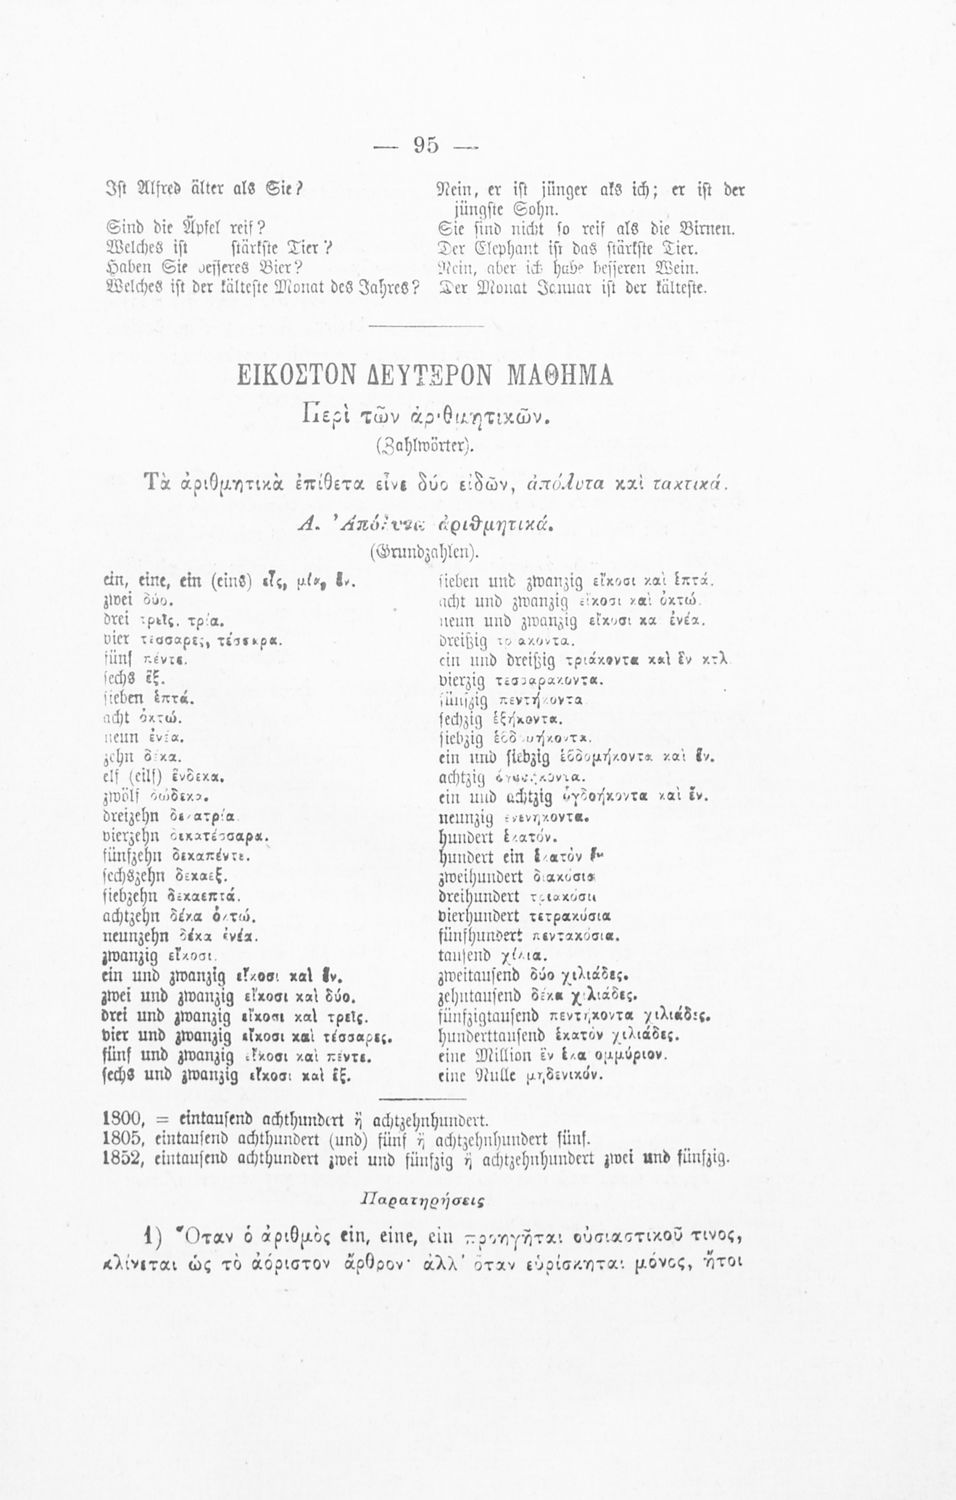 — 95 —
Ist Alfred älter als Sie?
Nein, er ist jünger als ich; er ist der
jüngste Sohn.
Sind die Äpfel reif?
Sie sind nicht so reif als die Birnen.
Welches ist stärkste Tier?
Der Elephant ist das stärkste Tier.
Haben Sie besseres Bier?
Nein, aber ich habe besseren Wein.
Welches ist der kälteste Monat des Jahres?
Der Monat Januar ist der kälteste.
ΕΙΚΟΣΤΟΝ ΔΕΥΤΕΡΟΝ ΜΑΘΗΜΑ
Περὶ τῶν ἀριθμητικῶν.
(Zahlwörter).
Τὰ ἀριθμητικὰ ἐπίθετα εἶνε δύο εἰδῶν, ἀπόλυτα καὶ τακτικά.
Α. Ἀπόλυτα ἀριθμητικά.
(Grundzahlen).
ein, eine, ein (eins) εἷς, μία, ἕν.
zwei δύο.
drei τρεῖς, τρία.
vier τέσσαρες, τέσσερα.
fünf πέντε.
sechs ἕξ.
sieben ἑπτά.
acht ὀκτώ.
neun ἐνέα.
zehn δέκα.
elf (eilf) ἕνδεκα.
zwölf δώδεκα.
dreizehn δεκατρία.
vierzehn δεκατέσσαρα.
fünfzehn δεκαπέντε.
sechszehn δεκαεξ.
siebzehn δεκαεπτά.
achtzehn δέκα ὀκτώ.
neunzehn δέκα ἐνέα.
zwanzig εἴκοσι.
ein und zwanzig εἴκοσι καὶ ἕν.
zwei und zwanzig εἴκοσι καὶ δύο.
drei und zwanzig εἴκοσι καὶ τρεῖς.
vier und zwanzig εἴκοσι καὶ τέσσαρες.
fünf und zwanzig εἴκοσι καὶ πέντε.
sechs und zwanzig εἴκοσι καὶ ἕξ.
sieben und zwanzig εἴκοσι καὶ ἑπτά.
acht und zwanzig εἴκοσι καὶ ὀκτώ.
neun und zwanzig εἴκοσι καὶ ἐνέα.
dreißig τριάκοντα.
ein und dreißig τριάκοντα καὶ ἕν κτλ
vierzig τεσσαράκοντα.
fünfzig πεντήκοντα
sechzig ἑξήκοντα.
siebzig ἑβδομήκοντα.
ein und siebzig ἑβδομήκοντα καὶ ἕν.
achtzig ὀγδοήκοντα.
ein und achtzig ὀγδοήκοντα καὶ ἕν.
neunzig ἐνενήκοντα.
hundert ἑκατόν.
hundert ein ἑκατόν ἕν
zweihundert διακόσια
dreihundert τριακόσια
vierhundert τετρακόσια
fünfhundert πεντακόσια.
tausend χίλια.
zweitausend δύο χιλιάδες.
zehntausend δέκα χιλιάδες.
fünfzigtausend πεντήκοντα χιλιάδες.
hunderttausend ἑκατόν χιλιάδες.
eine Million ἕν ἑκατομμύριον.
eine Nulle μηδενικόν.
1800, = eintausend achthundert ἤ achtzehnhundert.
1805, eintausend achthundert (und) fünf ἤ achtzehnhundert fünf.
1852, eintausend achthundert zwei und fünfzig ἤ achtzehnhundert zwei und fünfzig.
Παρατηρήσεις
1) Ὅταν ὁ ἀριθμὸς ein, eine, ein προηγῆται οὐσιαστικοῦ τινος,
κλίνεται ὡς τὸ ἀόριστον ἄρθρον· ἀλλ' ὅταν εὑρίσκηται μόνος, ἤτοι